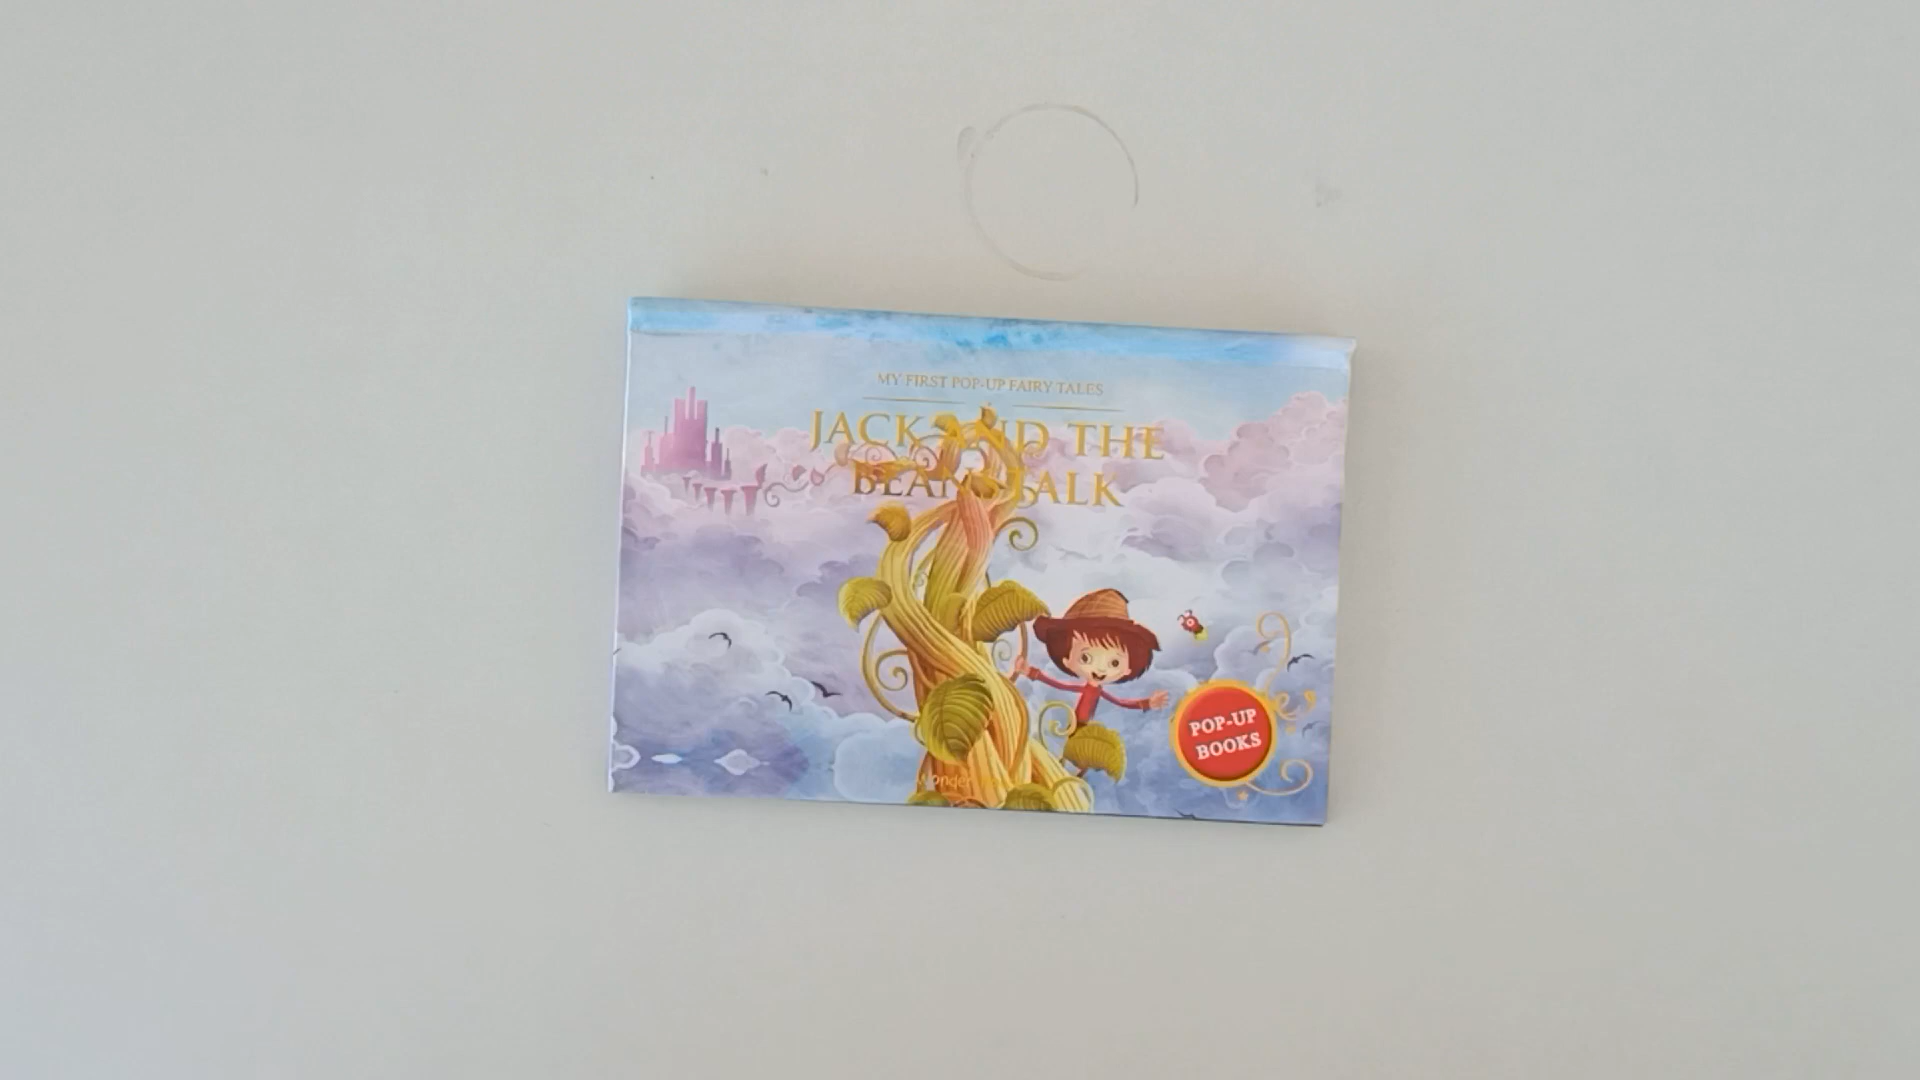 MY FIRST POP-UP FAIRY TALES
JACK AND THE
BEANSTALK
POP-UP
BOOKS